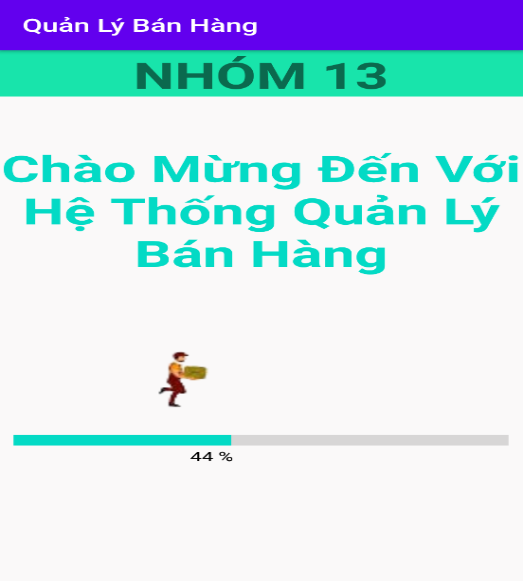 Quản Lý Bán Hàng
NHÓM 13
Chào Mừng Đến Với
Hệ Thống Quản Lý
Bán Hàng
44 %